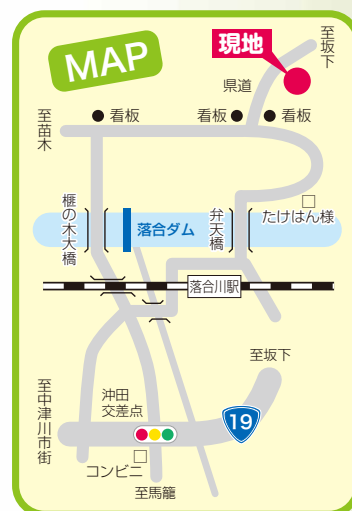 MAP
現地
至坂下
県道
看板
看板
看板
至苗木
榧の木大橋
落合ダム
弁天橋
たけはん様
落合川駅
至坂下
至中津川市街
沖田
交差点
19
コンビニ
至馬籠